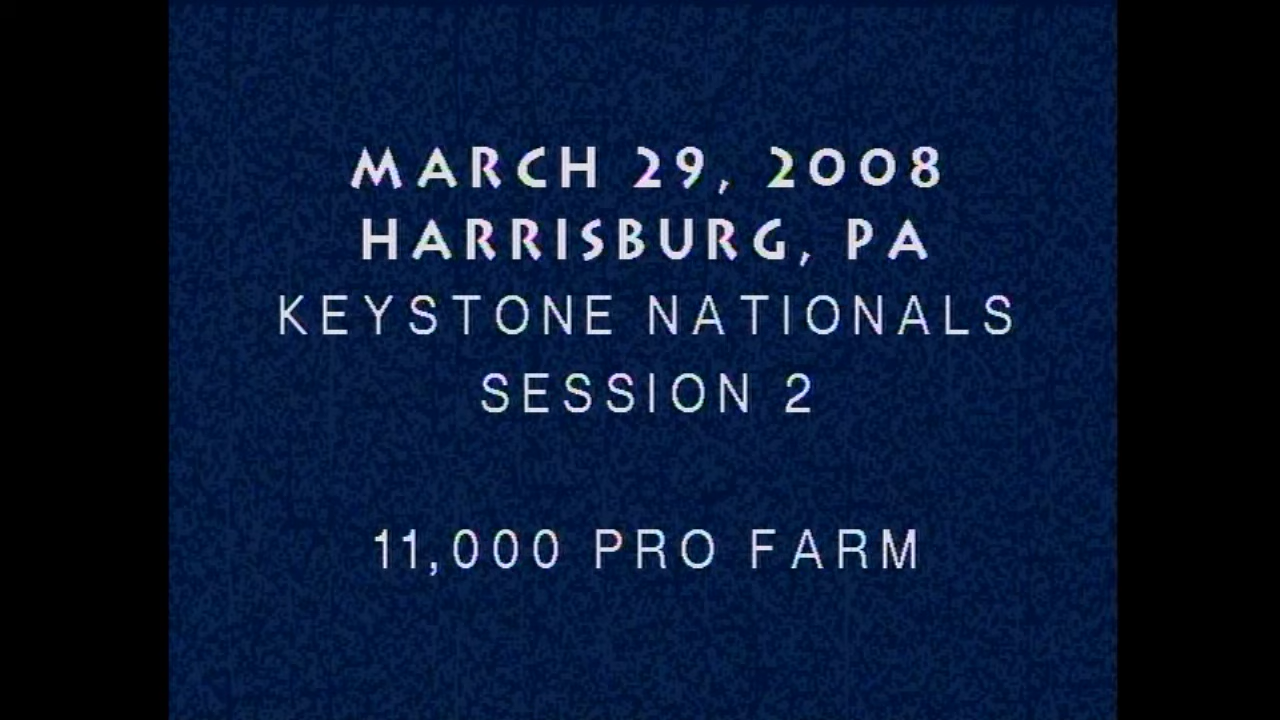 MARCH 29, 2008
HARRISBURG, PA
KEYSTONE NATIONALS
SESSION 2
11,000 PRO FARM